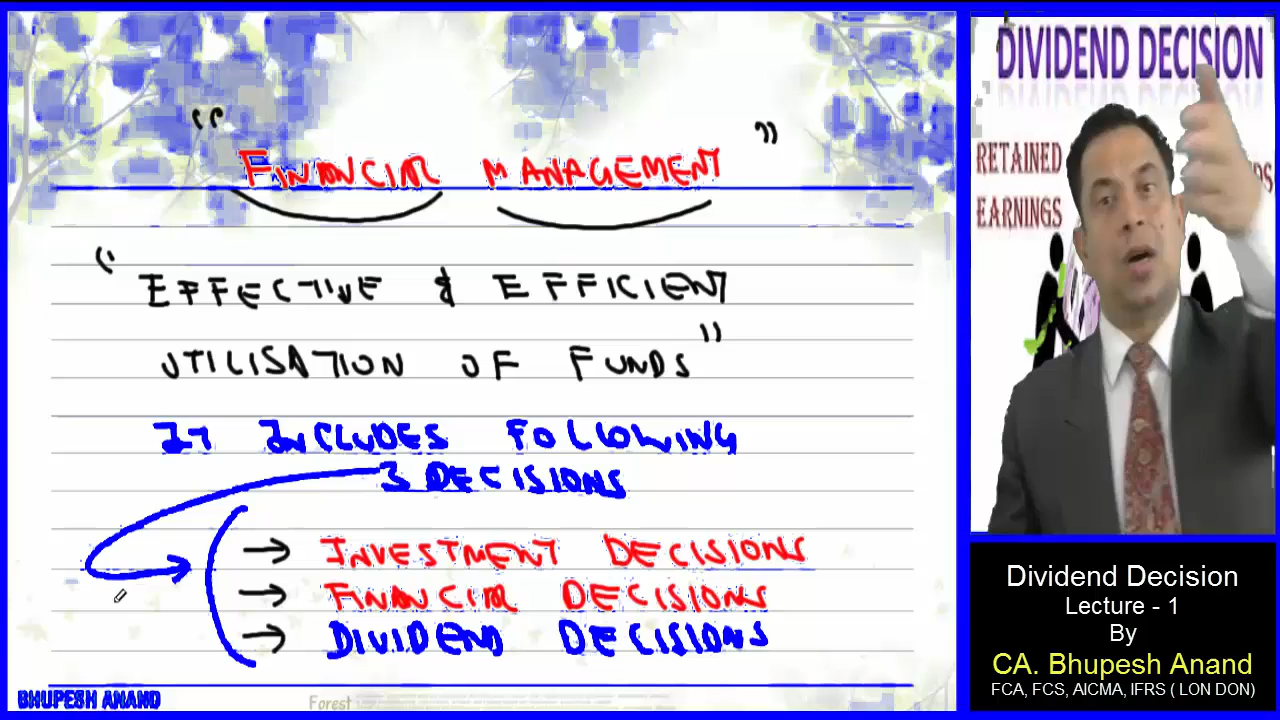 " FINANCIAL MANAGEMENT "
" EFFECTIVE & EFFICIENT
UTILISATION OF FUNDS "
IT INCLUDES FOLLOWING
3 DECISIONS
→ INVESTMENT DECISIONS
→ FINANCIAL DECISIONS
→ DIVIDEND DECISIONS
BHUPESH ANAND
Forest
DIVIDEND DECISION
RETAINED
EARNINGS
Dividend Decision
Lecture - 1
By
CA. Bhupesh Anand
FCA, FCS, AICMA, IFRS ( LON DON)